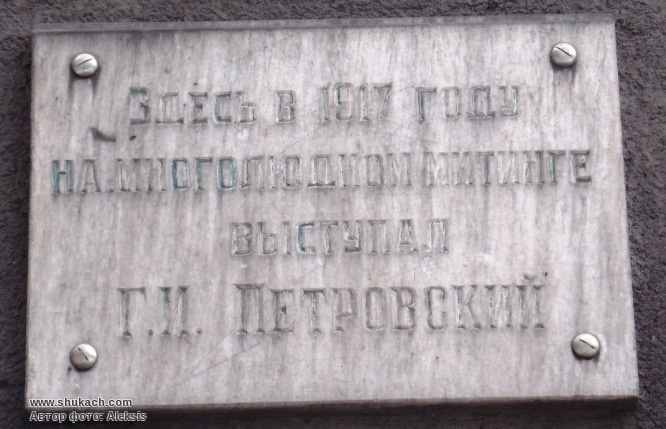 Здесь в 1917 году
на многолюдном митинге
выступал
Г.И. Петровский
www.shukach.com
Автор фото: Aleksis